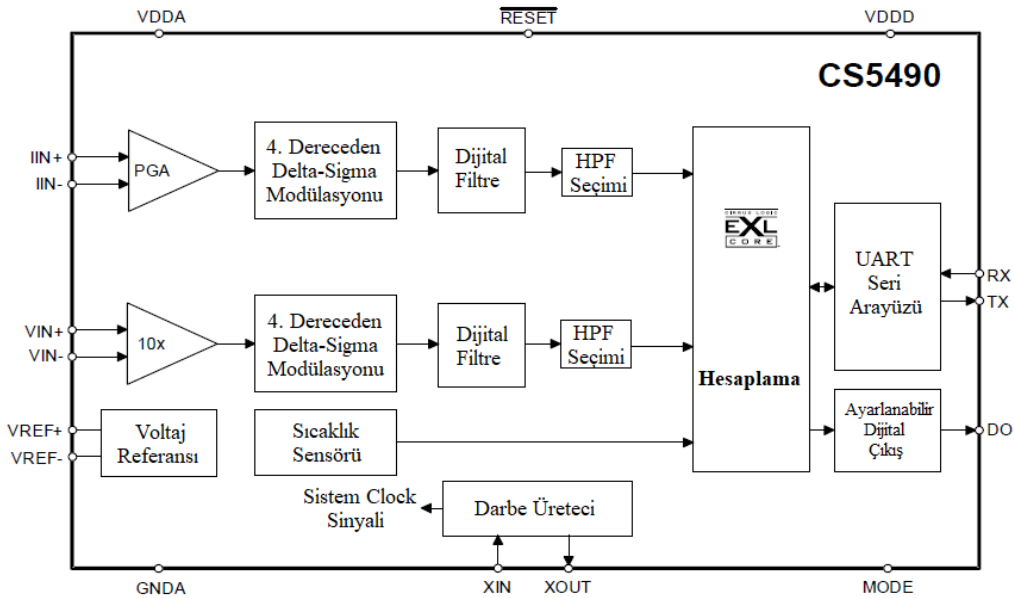 VDDA
RESET
VDDD
CS5490
IIN+
IIN-
PGA
4. Dereceden
Delta-Sigma
Modülasyonu
Dijital
Filtre
HPF
Seçimi
CIRRUS LOGIC
EXL
CORE
UART
Seri
Arayüzü
RX
TX
VIN+
VIN-
10x
4. Dereceden
Delta-Sigma
Modülasyonu
Dijital
Filtre
HPF
Seçimi
Hesaplama
VREF+
VREF-
Voltaj
Referansı
Sıcaklık
Sensörü
Ayarlanabilir
Dijital
Çıkış
DO
Sistem Clock
Sinyali
Darbe Üreteci
GNDA
XIN
XOUT
MODE